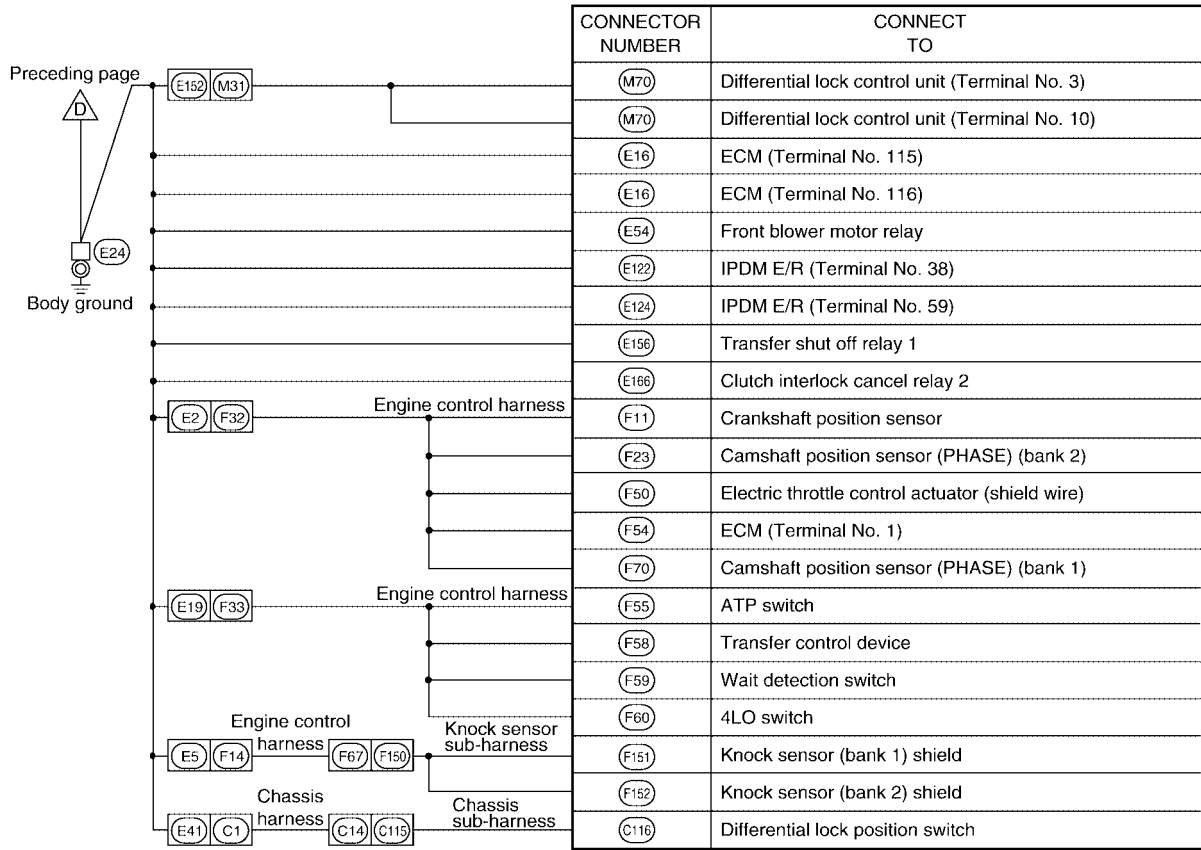 CONNECTOR NUMBER
CONNECT TO
Preceding page
D
E24
Body ground
E152 M31
M70 Differential lock control unit (Terminal No. 3)
M70 Differential lock control unit (Terminal No. 10)
E16 ECM (Terminal No. 115)
E16 ECM (Terminal No. 116)
E54 Front blower motor relay
E122 IPDM E/R (Terminal No. 38)
E124 IPDM E/R (Terminal No. 59)
E156 Transfer shut off relay 1
E166 Clutch interlock cancel relay 2
E2 F32 Engine control harness
F11 Crankshaft position sensor
F23 Camshaft position sensor (PHASE) (bank 2)
F50 Electric throttle control actuator (shield wire)
F54 ECM (Terminal No. 1)
F70 Camshaft position sensor (PHASE) (bank 1)
E19 F33 Engine control harness
F55 ATP switch
F58 Transfer control device
F59 Wait detection switch
F60 4LO switch
E5 F14
Engine control
harness
F67 F150
Knock sensor
sub-harness
F151 Knock sensor (bank 1) shield
F152 Knock sensor (bank 2) shield
E41 C1
Chassis
harness
C14 C115
Chassis
sub-harness
C116 Differential lock position switch